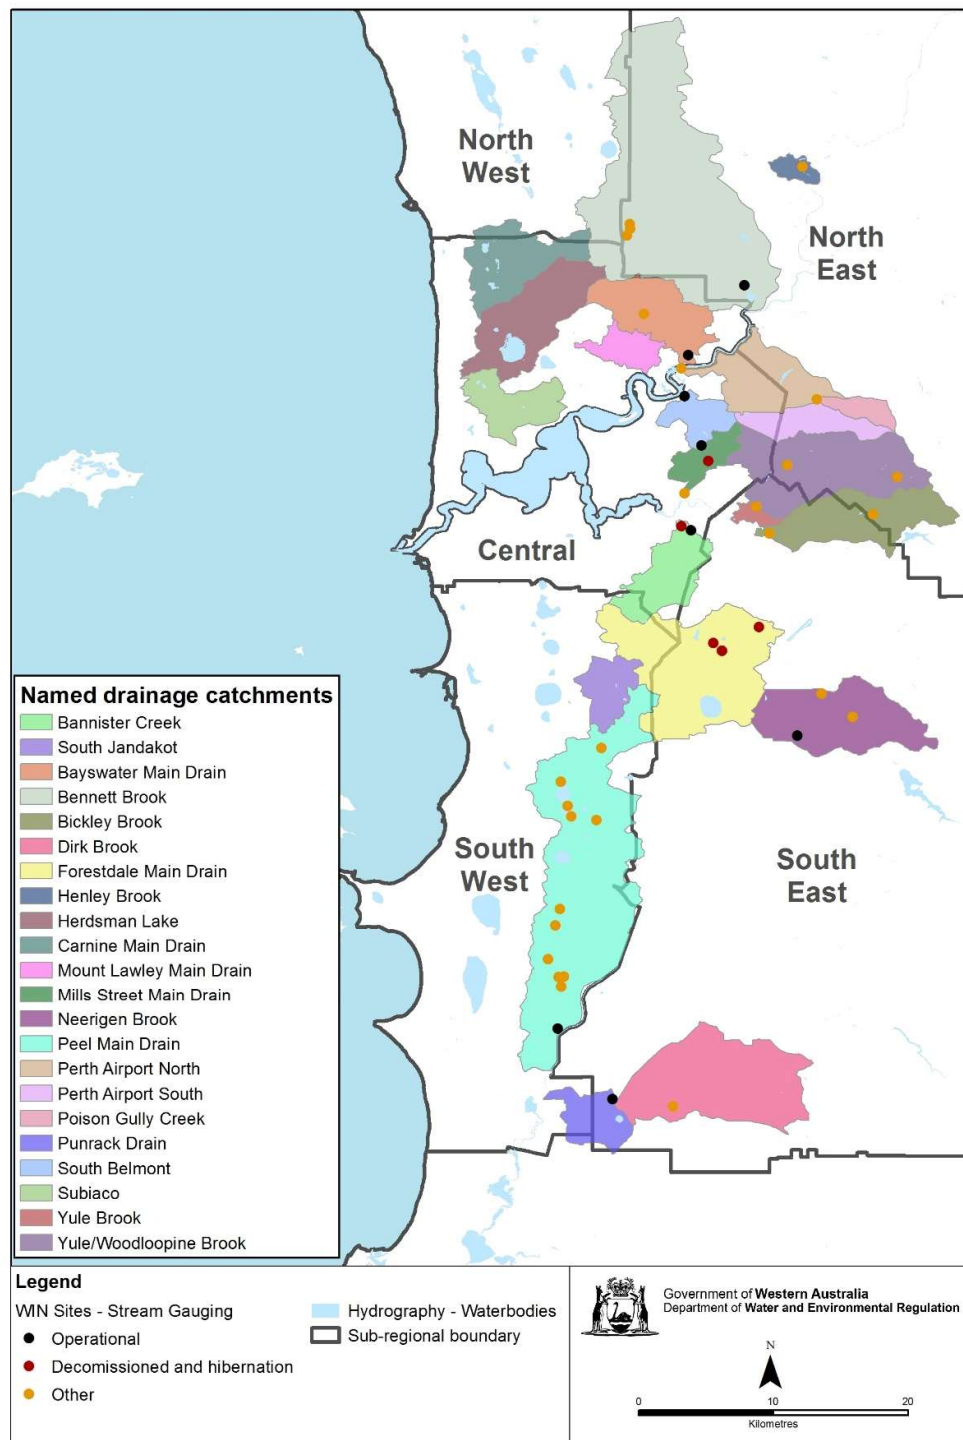 North
West
North
East
Central
South
West
South
East
Named drainage catchments
Bannister Creek
South Jandakot
Bayswater Main Drain
Bennett Brook
Bickley Brook
Dirk Brook
Forestdale Main Drain
Henley Brook
Herdsman Lake
Carnine Main Drain
Mount Lawley Main Drain
Mills Street Main Drain
Neerigen Brook
Peel Main Drain
Perth Airport North
Perth Airport South
Poison Gully Creek
Punrack Drain
South Belmont
Subiaco
Yule Brook
Yule/Woodloopine Brook
Legend
WIN Sites - Stream Gauging
Operational
Decomissioned and hibernation
Other
Hydrography - Waterbodies
Sub-regional boundary
Government of Western Australia
Department of Water and Environmental Regulation
N
0 10 20
Kilometres